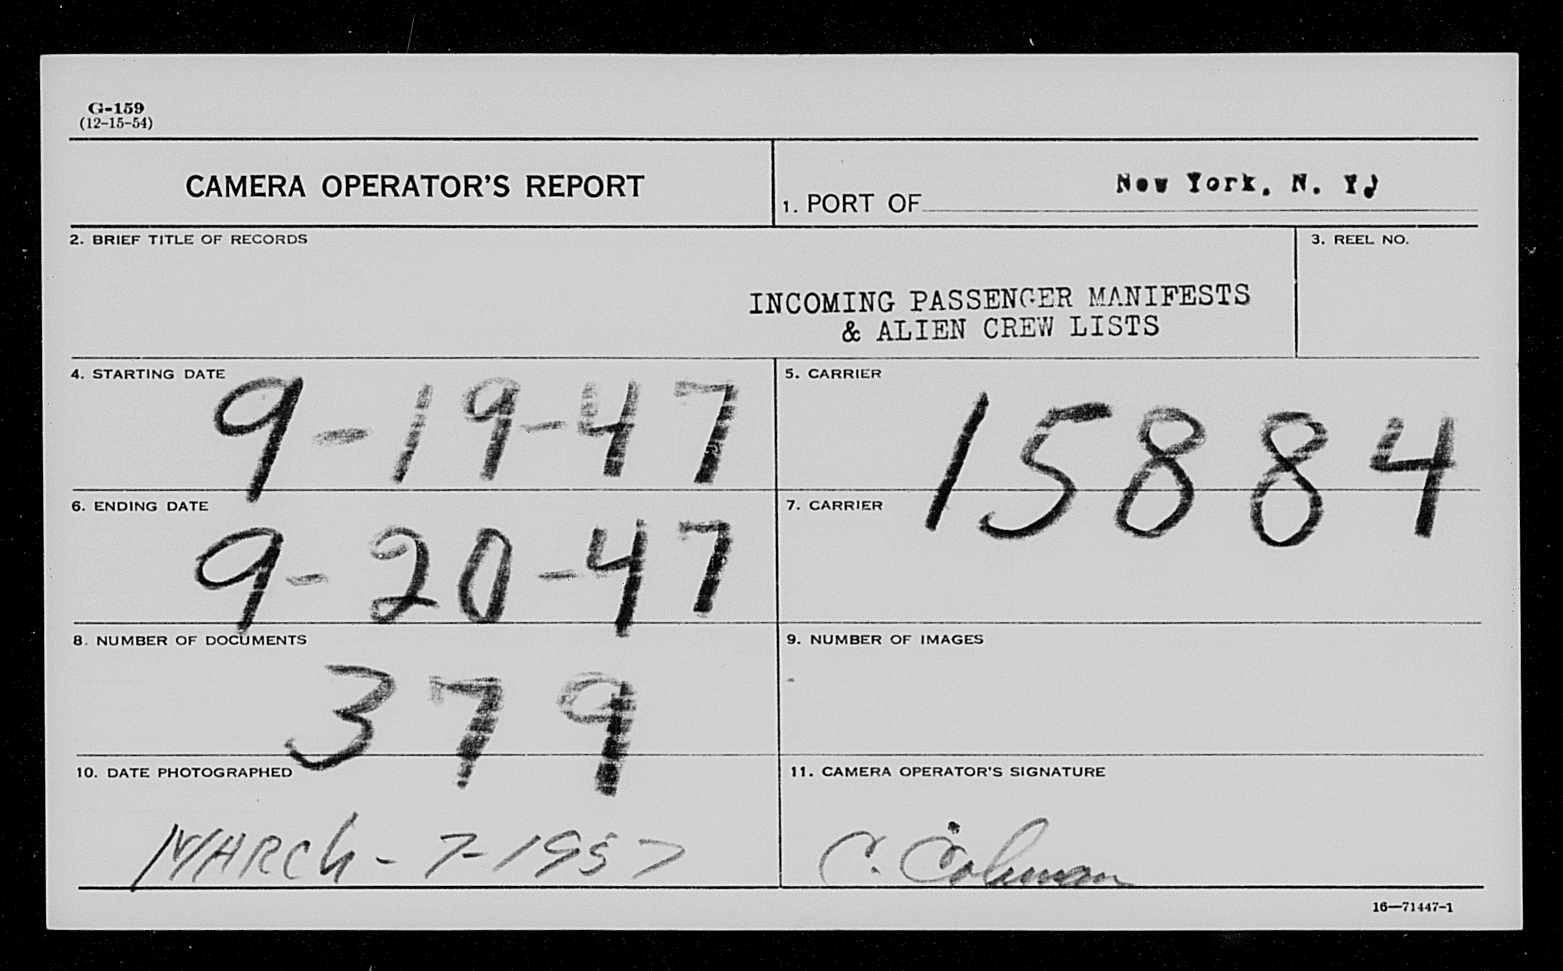 G-159
(12-15-54)
CAMERA OPERATOR'S REPORT
1. PORT OF New York, N. Y.
2. BRIEF TITLE OF RECORDS
3. REEL NO.
INCOMING PASSENGER MANIFESTS
& ALIEN CREW LISTS
4. STARTING DATE
9-19-47
5. CARRIER
15884
6. ENDING DATE
9-20-47
7. CARRIER
8. NUMBER OF DOCUMENTS
379
9. NUMBER OF IMAGES
10. DATE PHOTOGRAPHED
MARCh-7-1957
11. CAMERA OPERATOR'S SIGNATURE
C. Colman
16—71447-1